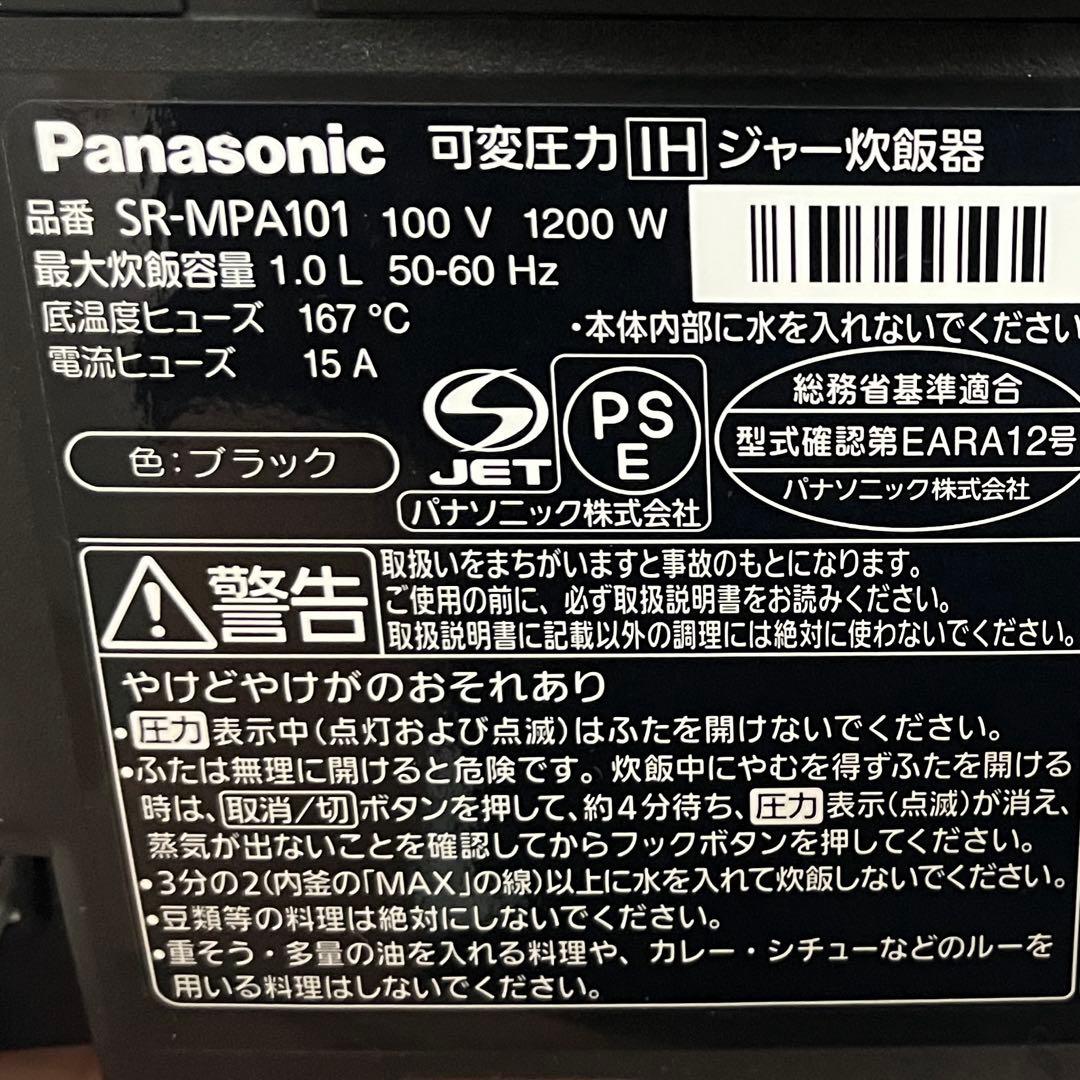 Panasonic 可変圧力 IH ジャー炊飯器
品番 SR-MPA101 100 V 1200 W
最大炊飯容量 1.0 L 50-60 Hz
底温度ヒューズ 167 ℃
電流ヒューズ 15 A
・本体内部に水を入れないでください
色：ブラック
JET
PS
E
パナソニック株式会社
総務省基準適合
型式確認第EARA12号
パナソニック株式会社
警告
取扱いをまちがいますと事故のもとになります。
ご使用の前に、必ず取扱説明書をお読みください。
取扱説明書に記載以外の調理には絶対に使わないでください。
やけどやけがのおそれあり
・圧力表示中（点灯および点滅）はふたを開けないでください。
・ふたは無理に開けると危険です。炊飯中にやむを得ずふたを開ける
時は、取消/切ボタンを押して、約4分待ち、圧力表示（点滅）が消え、
蒸気が出ないことを確認してからフックボタンを押してください。
・3分の2（内釜の「MAX」の線）以上に水を入れて炊飯しないでください。
・豆類等の料理は絶対にしないでください。
・重そう・多量の油を入れる料理や、カレー・シチューなどのルーを
用いる料理はしないでください。